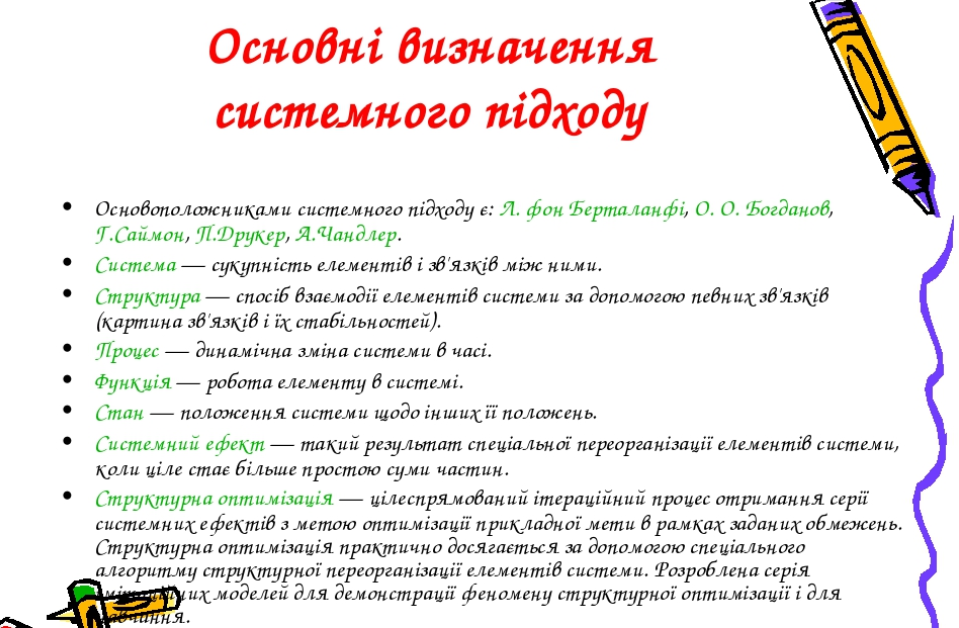 Основні визначення
системного підходу
• Основоположниками системного підходу є: Л. фон Берталанфі, О. О. Богданов,
Г.Саймон, П.Друкер, А.Чандлер.
• Система — сукупність елементів і зв'язків між ними.
• Структура — спосіб взаємодії елементів системи за допомогою певних зв'язків
(картина зв'язків і їх стабільностей).
• Процес — динамічна зміна системи в часі.
• Функція — робота елементу в системі.
• Стан — положення системи щодо інших її положень.
• Системний ефект — такий результат спеціальної переорганізації елементів системи,
коли ціле стає більше простою суми частин.
• Структурна оптимізація — цілеспрямований ітераційний процес отримання серії
системних ефектів з метою оптимізації прикладної мети в рамках заданих обмежень.
Структурна оптимізація практично досягається за допомогою спеціального
алгоритму структурної переорганізації елементів системи. Розроблена серія
моделей для демонстрації феномену структурної оптимізації і для